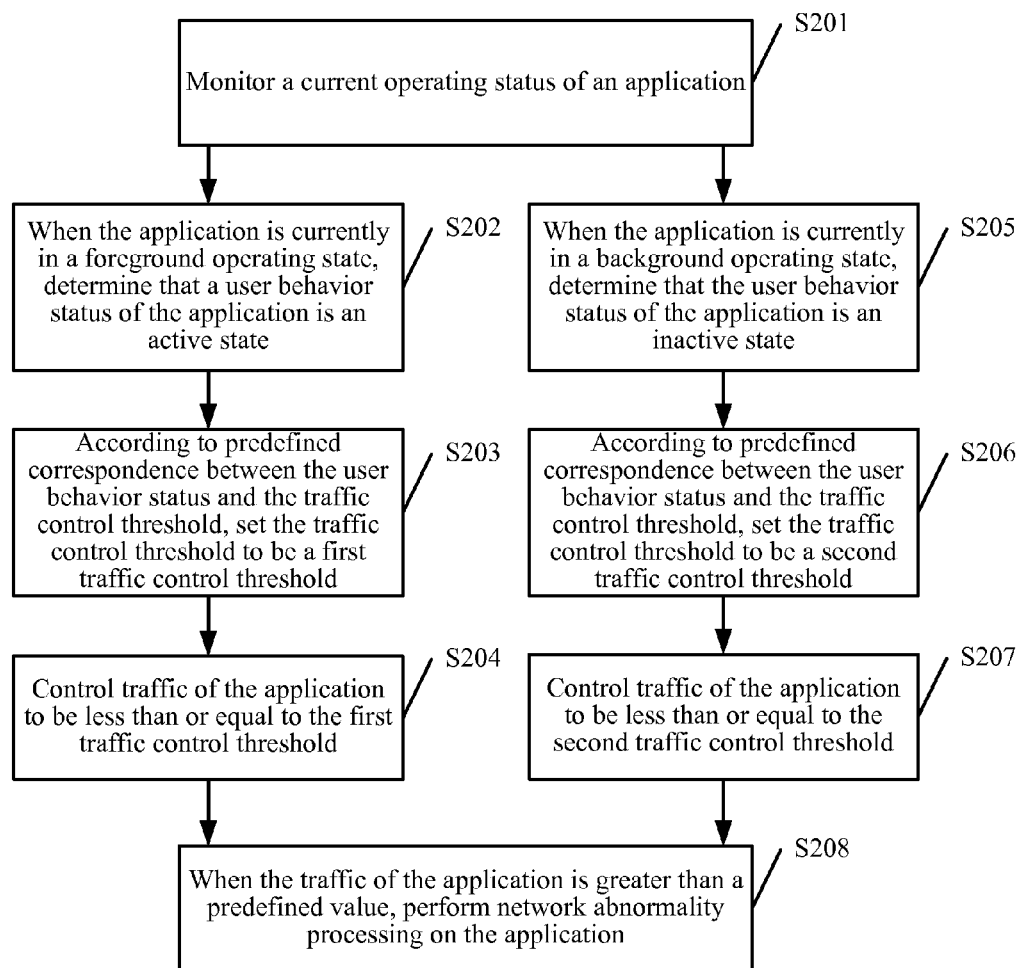 S201
Monitor a current operating status of an application
When the application is currently
in a foreground operating state,
determine that a user behavior
status of the application is an
active state
S202
When the application is currently
in a background operating state,
determine that the user behavior
status of the application is an
inactive state
S205
According to predefined
correspondence between the user
behavior status and the traffic
control threshold, set the traffic
control threshold to be a first
traffic control threshold
S203
According to predefined
correspondence between the user
behavior status and the traffic
control threshold, set the traffic
control threshold to be a second
traffic control threshold
S206
Control traffic of the application
to be less than or equal to the first
traffic control threshold
S204
Control traffic of the application
to be less than or equal to the
second traffic control threshold
S207
When the traffic of the application is greater than a
predefined value, perform network abnormality
processing on the application
S208